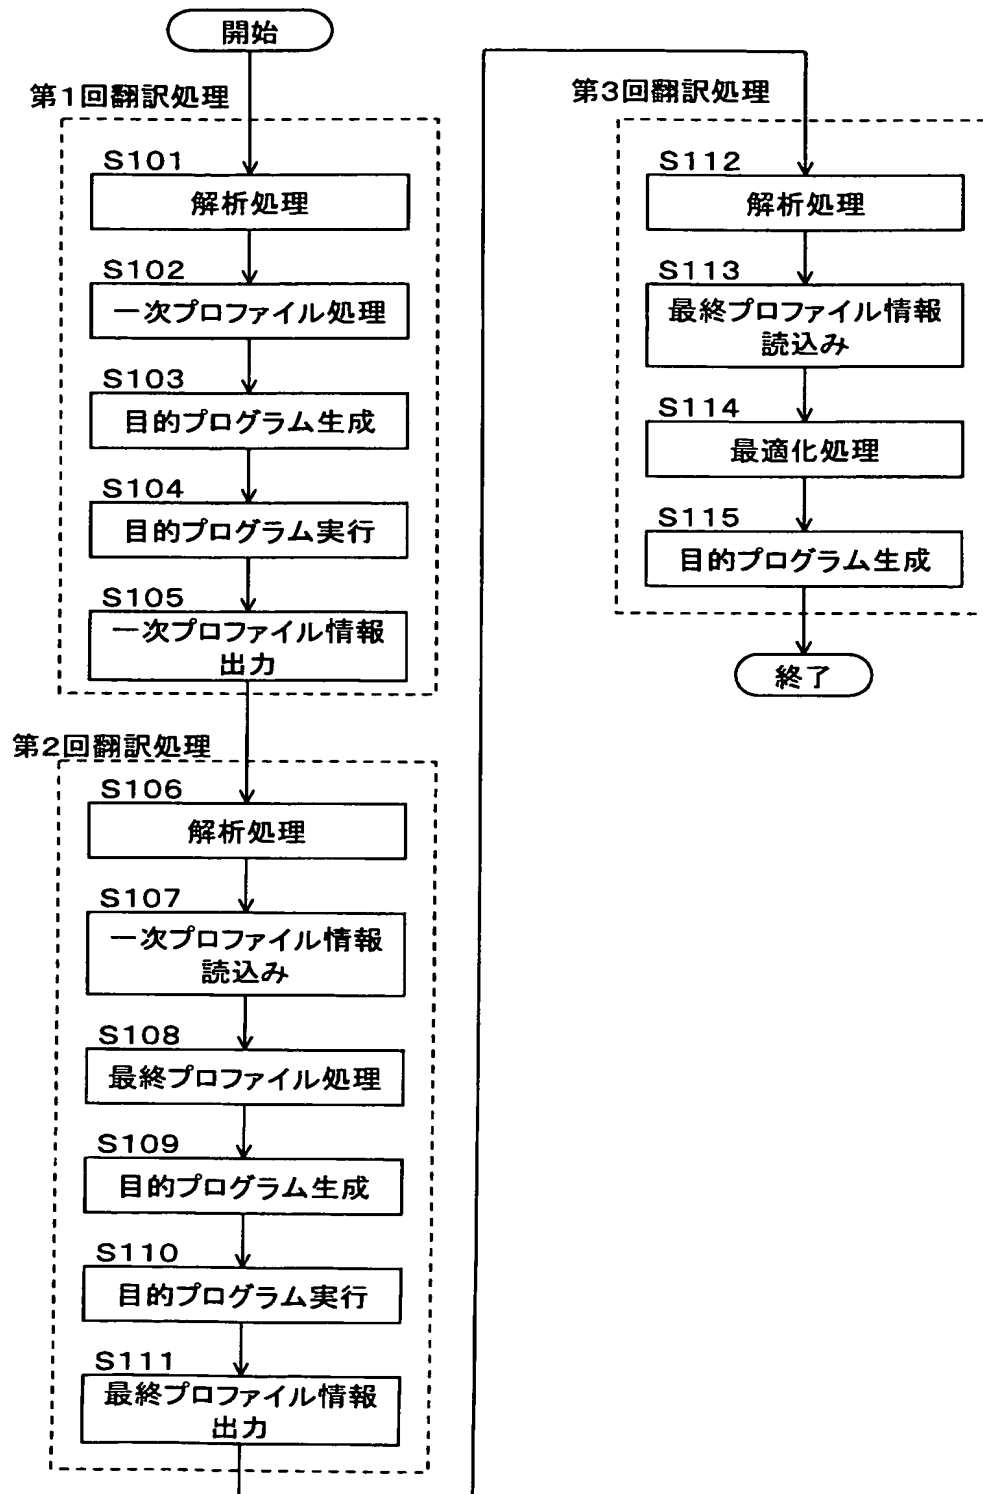 開始
第1回翻訳処理
S101
解析処理
S102
一次プロファイル処理
S103
目的プログラム生成
S104
目的プログラム実行
S105
一次プロファイル情報
出力
第2回翻訳処理
S106
解析処理
S107
一次プロファイル情報
読込み
S108
最終プロファイル処理
S109
目的プログラム生成
S110
目的プログラム実行
S111
最終プロファイル情報
出力
第3回翻訳処理
S112
解析処理
S113
最終プロファイル情報
読込み
S114
最適化処理
S115
目的プログラム生成
終了